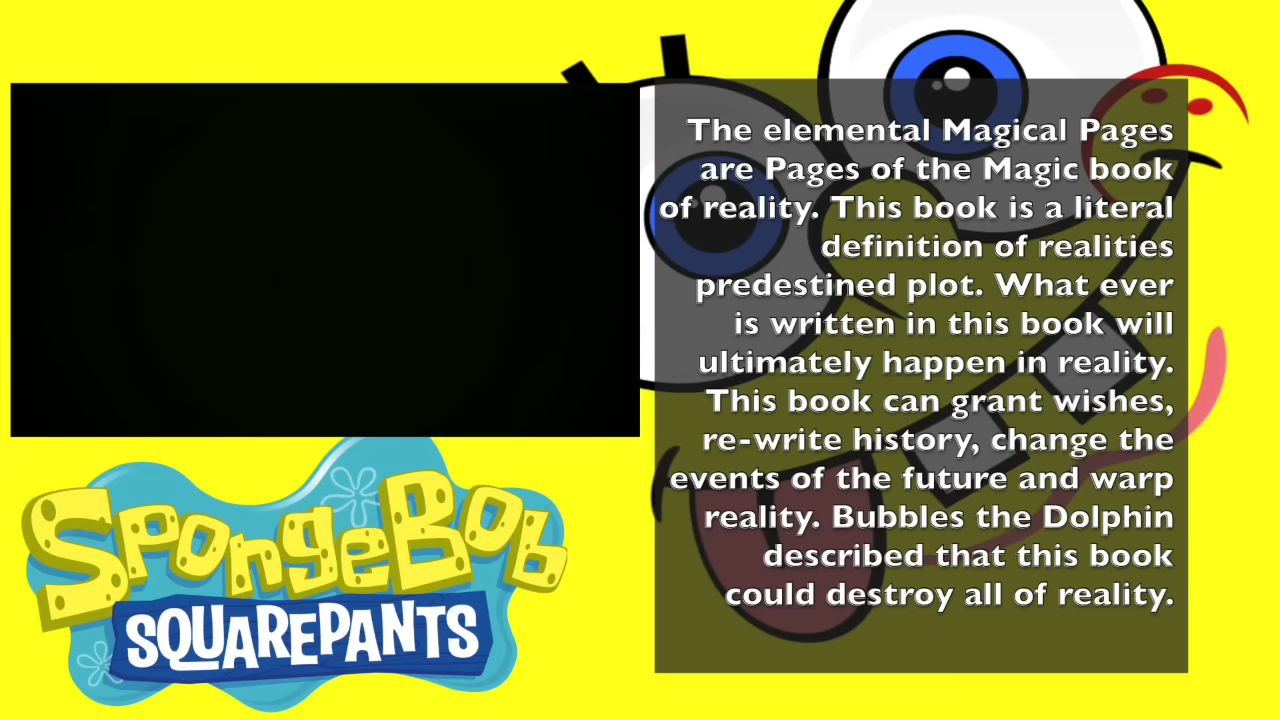 The elemental Magical Pages
are Pages of the Magic book
of reality. This book is a literal
definition of realities
predestined plot. What ever
is written in this book will
ultimately happen in reality.
This book can grant wishes,
re-write history, change the
events of the future and warp
reality. Bubbles the Dolphin
described that this book
could destroy all of reality.
SpongeBob
SQUAREPANTS